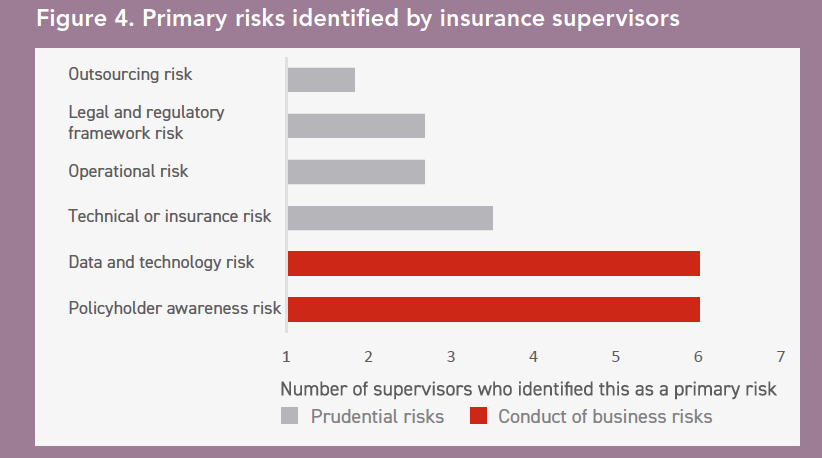 Figure 4. Primary risks identified by insurance supervisors
Outsourcing risk
Legal and regulatory
framework risk
Operational risk
Technical or insurance risk
Data and technology risk
Policyholder awareness risk
1 2 3 4 5 6 7
Number of supervisors who identified this as a primary risk
Prudential risks Conduct of business risks